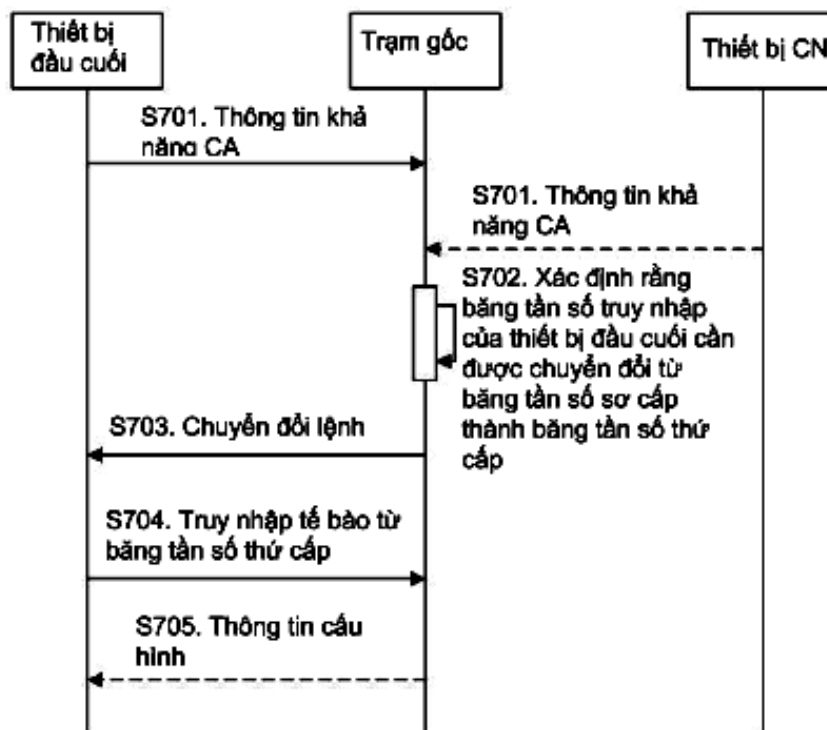 Thiết bị
đầu cuối
Trạm gốc
Thiết bị CN
S701. Thông tin khả
năng CA
S701. Thông tin khả
năng CA
S702. Xác định rằng
băng tần số truy nhập
của thiết bị đầu cuối cần
được chuyển đổi từ
băng tần số sơ cấp
thành băng tần số thứ
cấp
S703. Chuyển đổi lệnh
S704. Truy nhập tế bào từ
băng tần số thứ cấp
S705. Thông tin cấu
hình